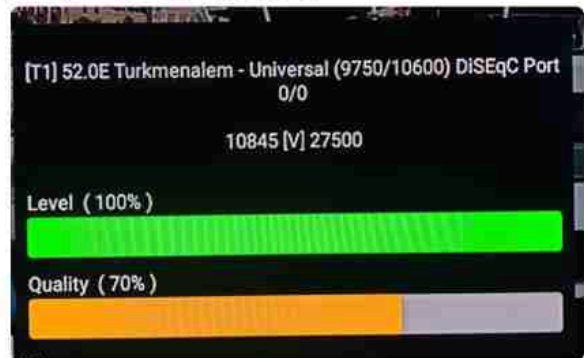 [T1] 52.0E Turkmenalem - Universal (9750/10600) DiSEqC Port
0/0
10845 [V] 27500
Level ( 100% )
Quality ( 70% )